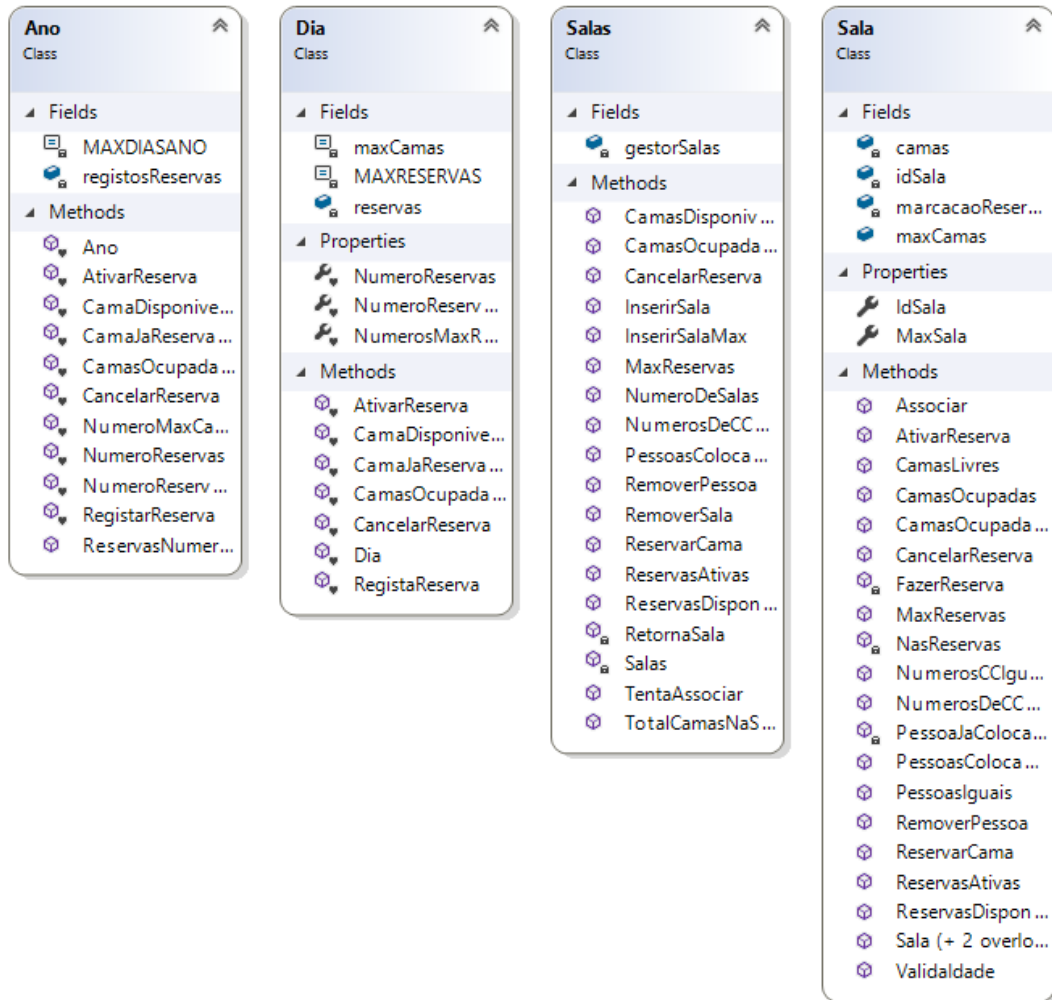 Ano
Class
Fields
MAXDIASANO
registosReservas
Methods
Ano
AtivarReserva
CamaDisponive...
CamaJaReserva...
CamasOcupada...
CancelarReserva
NumeroMaxCa...
NumeroReservas
NumeroReserv...
RegistarReserva
ReservasNumer...
Dia
Class
Fields
maxCamas
MAXRESERVAS
reservas
Properties
NumeroReservas
NumeroReserv...
NumerosMaxR...
Methods
AtivarReserva
CamaDisponive...
CamaJaReserva...
CamasOcupada...
CancelarReserva
Dia
RegistaReserva
Salas
Class
Fields
gestorSalas
Methods
CamasDisponiv...
CamasOcupada...
CancelarReserva
InserirSala
InserirSalaMax
MaxReservas
NumeroDeSalas
NumerosDeCC...
PessoasColoca...
RemoverPessoa
RemoverSala
ReservarCama
ReservasAtivas
ReservasDispon...
RetornaSala
Salas
TentaAssociar
TotalCamasNaS...
Sala
Class
Fields
camas
idSala
marcacaoReser...
maxCamas
Properties
IdSala
MaxSala
Methods
Associar
AtivarReserva
CamasLivres
CamasOcupadas
CamasOcupada...
CancelarReserva
FazerReserva
MaxReservas
NasReservas
NumerosCCIgu...
NumerosDeCC...
PessoaJaColoca...
PessoasColoca...
PessoasIguais
RemoverPessoa
ReservarCama
ReservasAtivas
ReservasDispon...
Sala (+ 2 overlo...
ValidaIdade